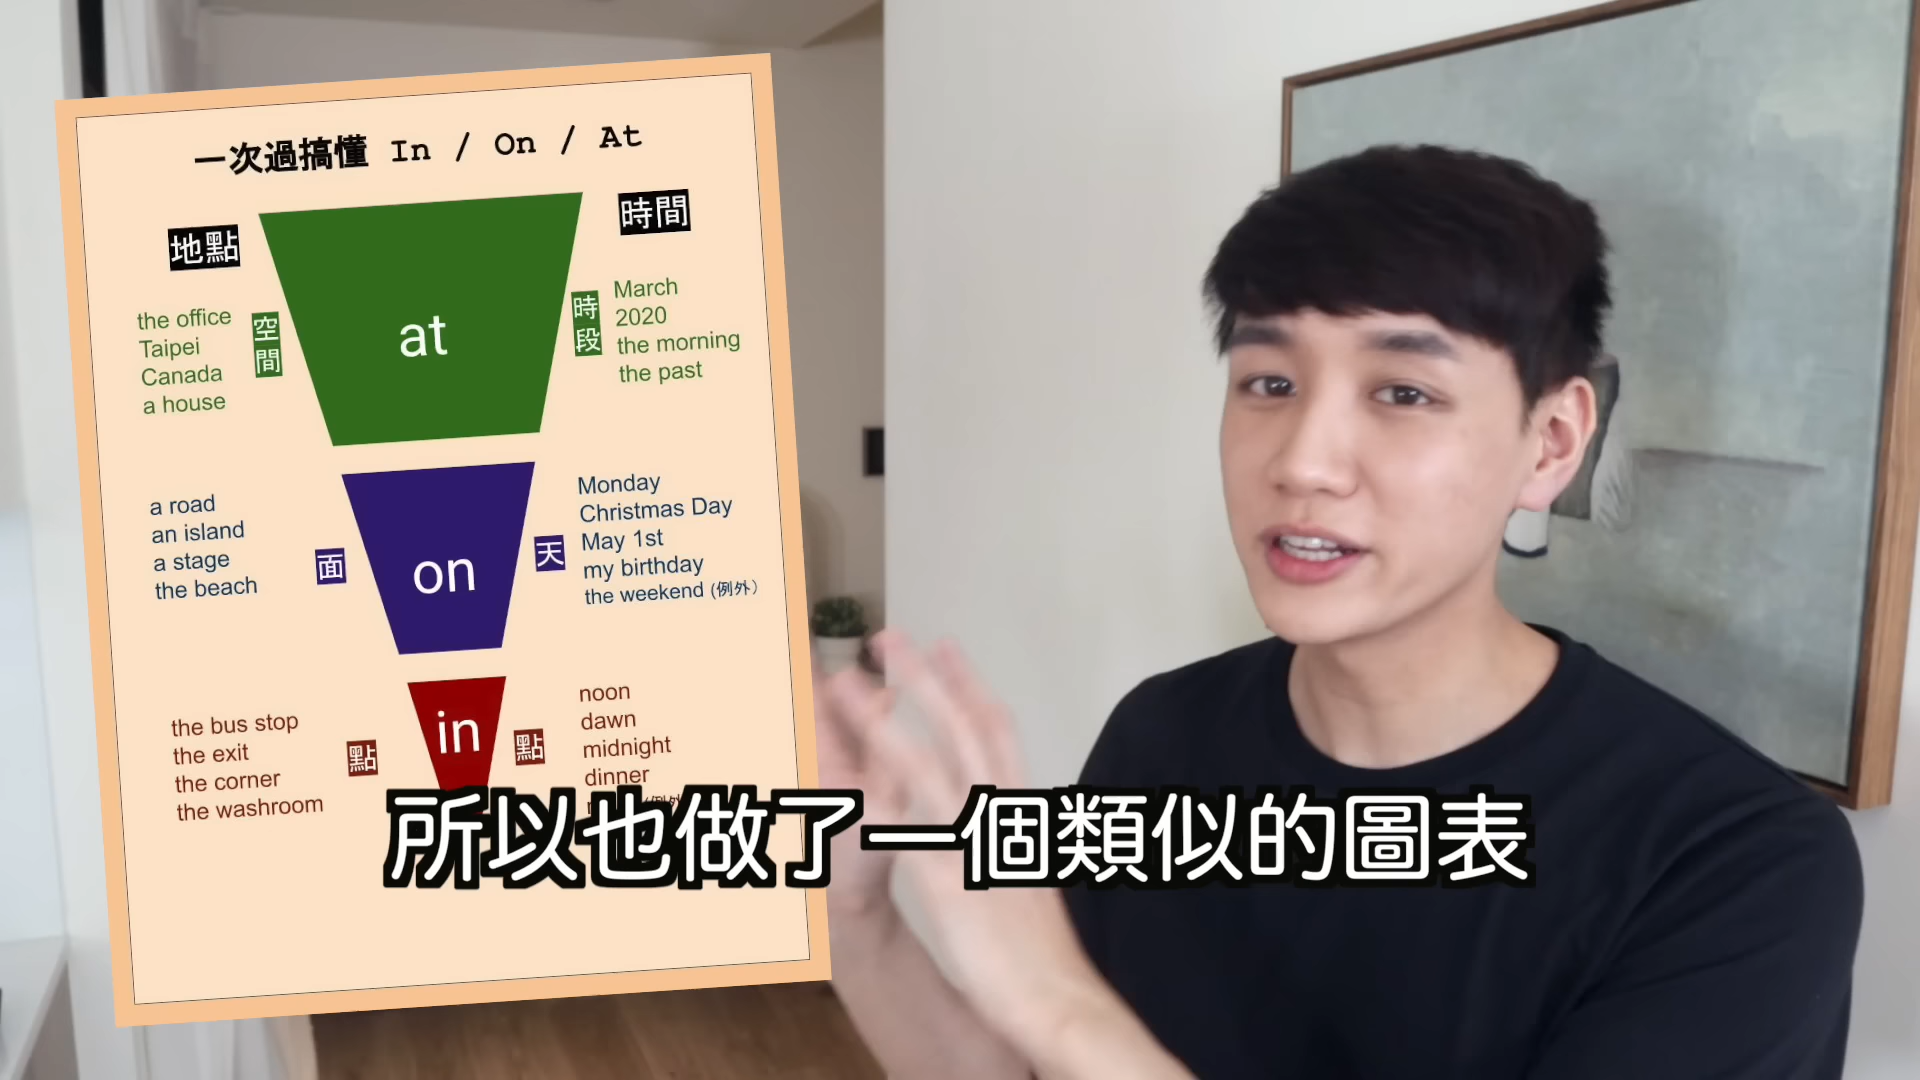 一次過搞懂 In / On / At
地點
時間
the office
Taipei
Canada
a house
空間
at
時段
March
2020
the morning
the past
a road
an island
a stage
the beach
面
on
天
Monday
Christmas Day
May 1st
my birthday
the weekend (例外)
the bus stop
the exit
the corner
the washroom
點
in
點
noon
dawn
midnight
dinner
所以也做了一個類似的圖表